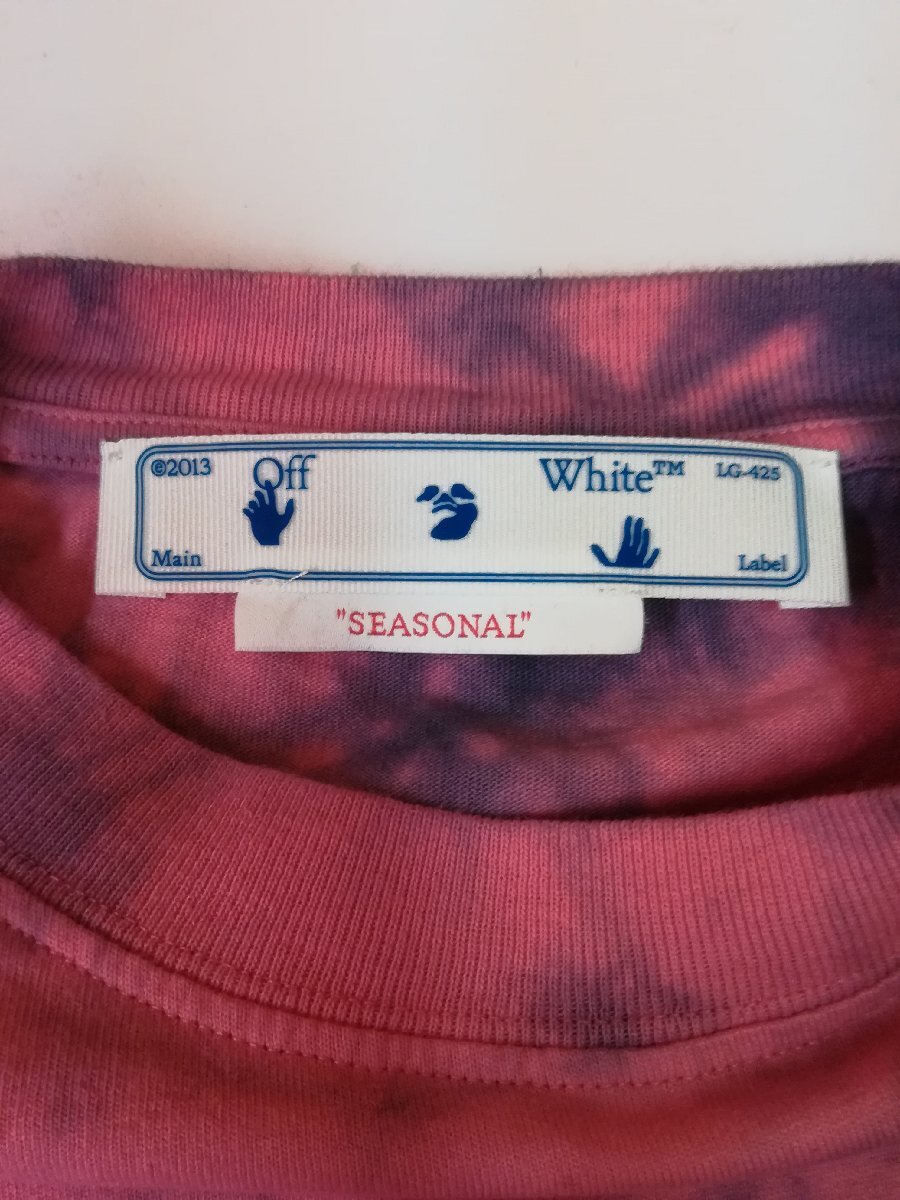 ©2013 Off White™ LG-425
Main Label
"SEASONAL"